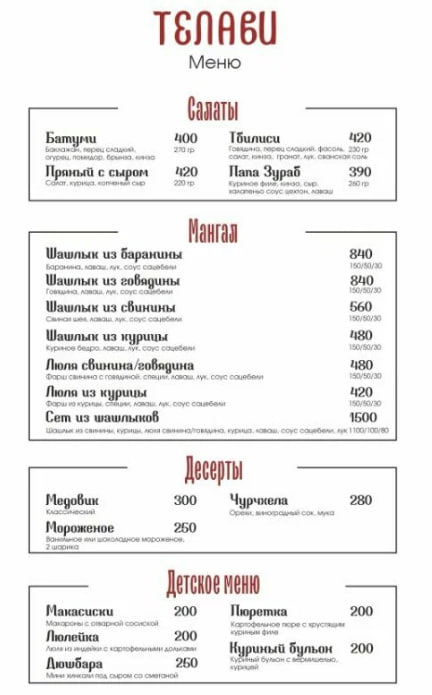 ТЕЛАВИ
Меню
Салаты
Батуми 400
Баклажан, перец сладкий, 270 гр
огурец, помидор, брынза, кинза
Пряный с сыром 420
Салат, курица, копченый сыр 220 гр
Тбилиси 420
Говядина, перец сладкий, фасоль, 230 гр
салат, кинза, гранат, лук, сванская соль
Папа Зураб 390
Куриное филе, кинза, сыр, 260 гр
халапеньо соус цехтон, лаваш
Мангал
Шашлык из баранины 840
Баранина, лаваш, лук, соус сацебели 150/50/30
Шашлык из говядины 840
Говядина, лаваш, лук, соус сацебели 150/50/30
Шашлык из свинины 560
Свиная шея, лаваш, лук, соус сацебели 150/50/30
Шашлык из курицы 480
Куриное бедро, лаваш, лук, соус сацебели 150/50/30
Люля свинина/говядина 480
Фарш свинина с говядиной, специи, лаваш, лук, соус сацебели 150/50/30
Люля из курицы 420
Фарш из курицы, специи, лаваш, лук, соус сацебели 150/50/30
Сет из шашлыков 1500
Шашлык из свинины, курицы, люля свинина/говядина, курица, лаваш, соус сацебели, лук 1100/100/80
Десерты
Медовик 300
Классический
Мороженое 250
Ванильное или шоколадное мороженое,
2 шарика
Чурчхела 280
Орехи, виноградный сок, мука
Детское меню
Макасиски 200
Макароны с отварной сосиской
Люлейка 200
Люля из индейки с картофельными дольками
Дюшбара 250
Мини хинкали под сыром со сметаной
Пюретка 200
Картофельное пюре с хрустящим
куриным филе
Куриный бульон 200
Куриный бульон с вермишелью,
курицей